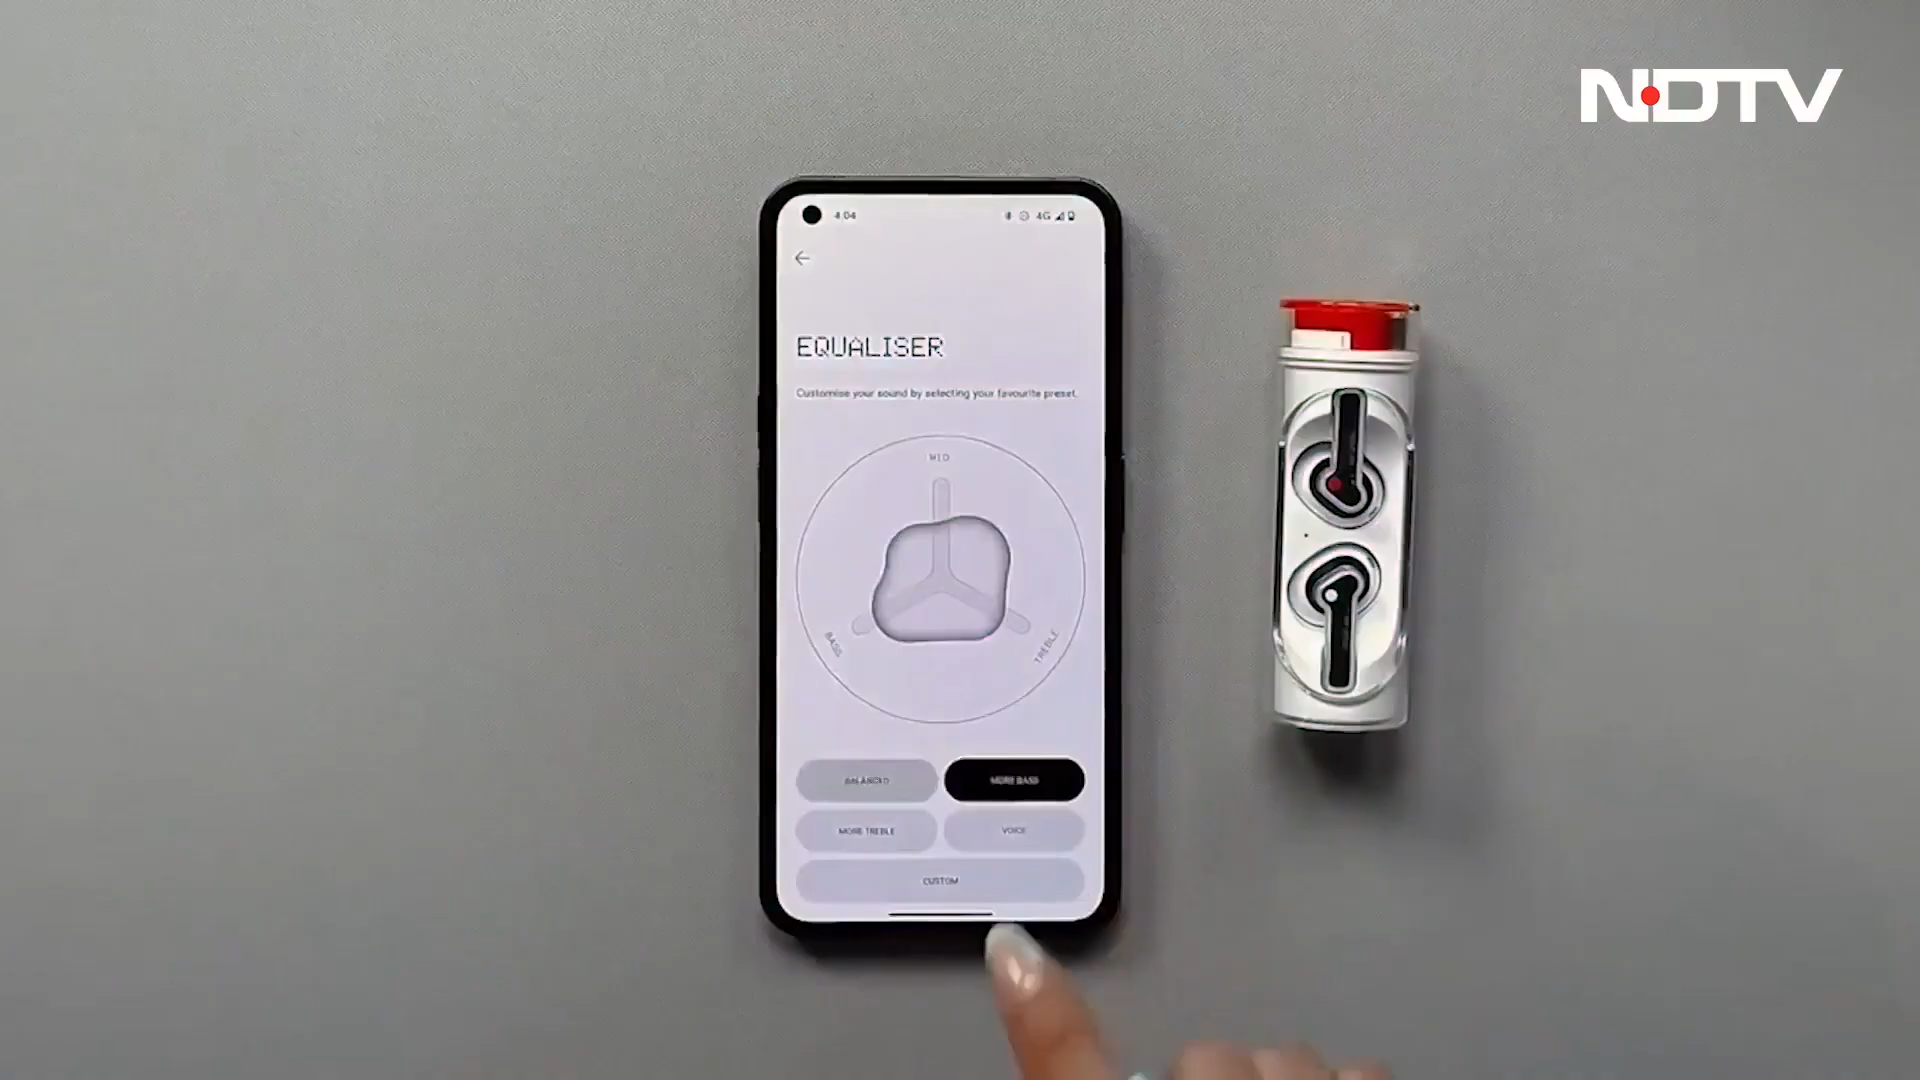 NDTV
4:04
4G
EQUALISER
Customise your sound by selecting your favourite preset.
MID
BASS
TREBLE
BALANCED
MORE BASS
MORE TREBLE
VOICE
CUSTOM